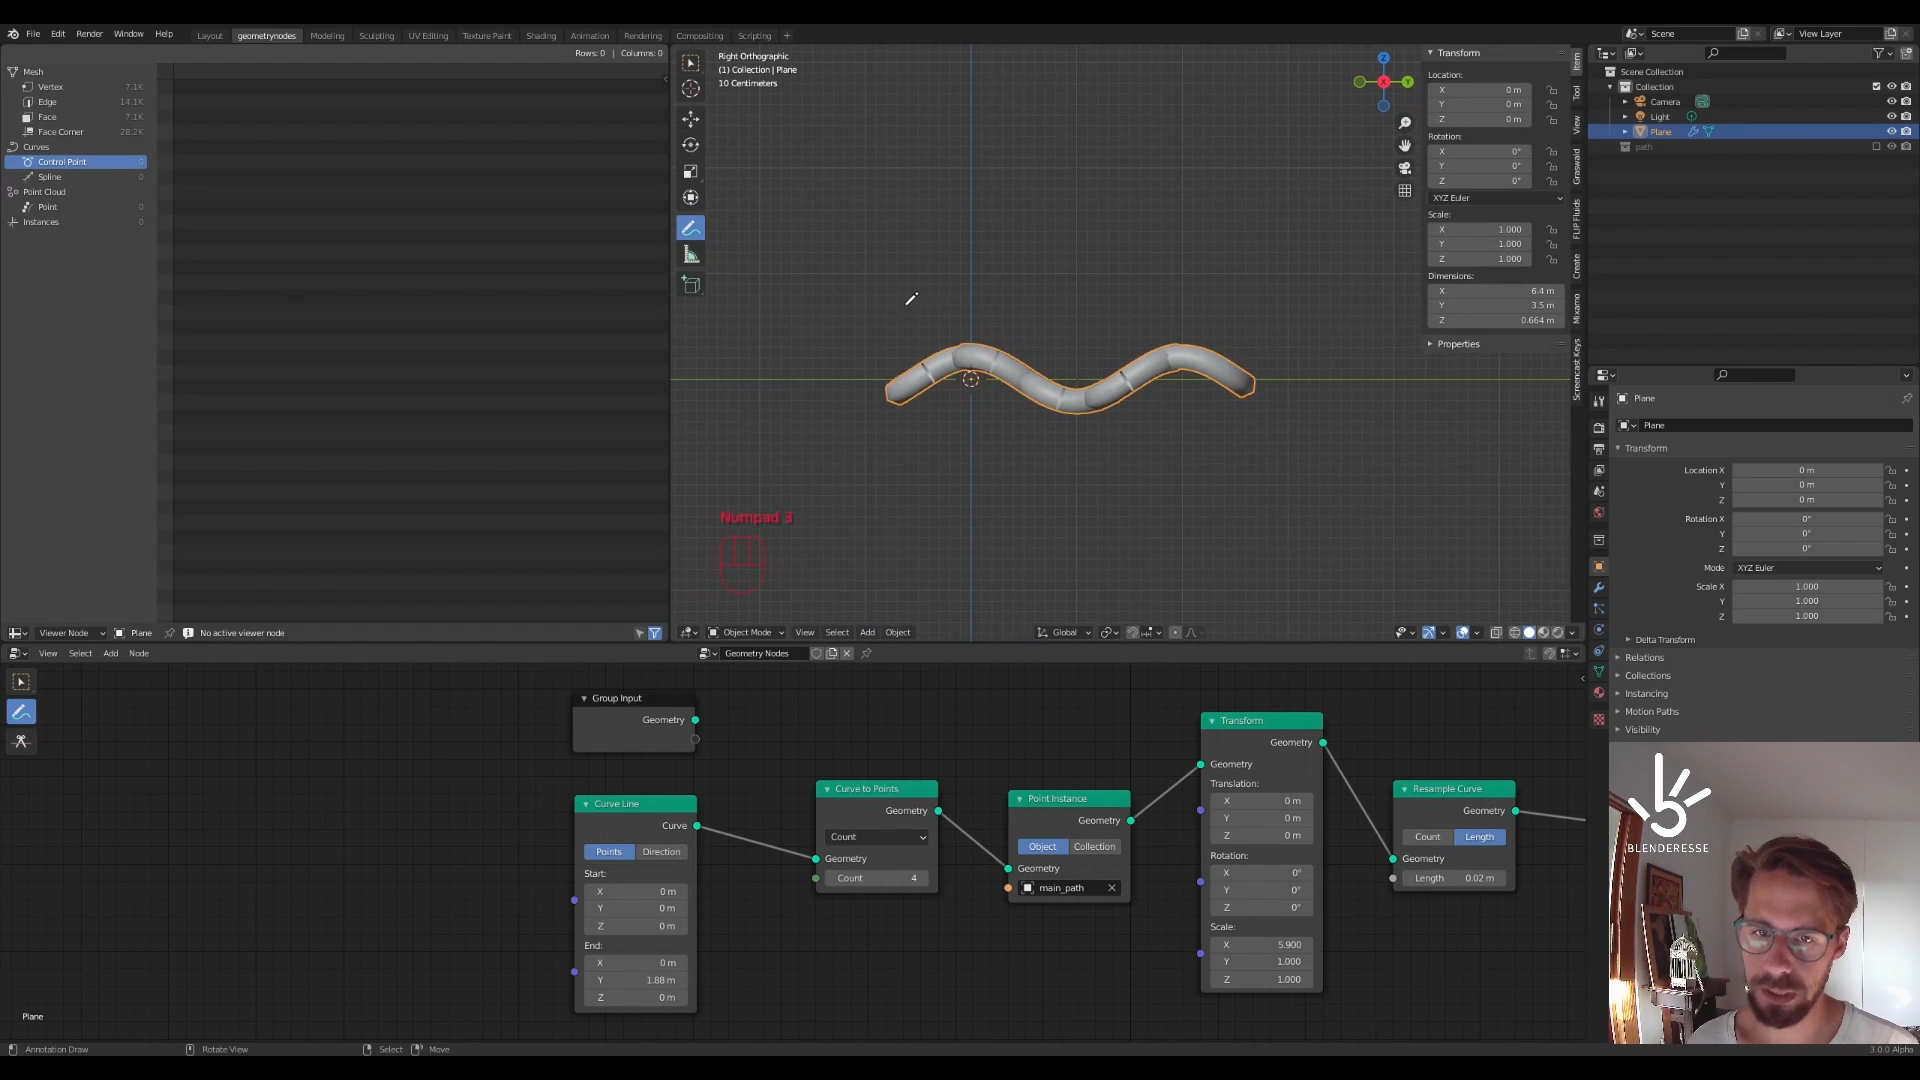 File Edit Render Window Help Layout geometrynodes Modeling Sculpting UV Editing Texture Paint Shading Animation Rendering Compositing Scripting + Scene View Layer
Rows: 0 Columns: 0
Mesh
Vertex 7.1K
Edge 14.1K
Face 7.1K
Face Corner 28.2K
Curves
Control Point 0
Spline 0
Point Cloud
Point 0
Instances 0
Viewer Node Plane No active viewer node
Right Orthographic
(1) Collection | Plane
10 Centimeters
Z
X
Y
Numpad 3
Object Mode View Select Add Object Global
Transform
Location:
X 0 m
Y 0 m
Z 0 m
Rotation:
X 0°
Y 0°
Z 0°
XYZ Euler
Scale:
X 1.000
Y 1.000
Z 1.000
Dimensions:
X 6.4 m
Y 3.5 m
Z 0.664 m
Properties
Item
Tool
View
Graswald
FLIP Fluids
Create
Mixamo
Screencast Keys
Scene Collection
Collection
Camera
Light
Plane
path
Plane
Plane
Transform
Location X 0 m
Y 0 m
Z 0 m
Rotation X 0°
Y 0°
Z 0°
Mode XYZ Euler
Scale X 1.000
Y 1.000
Z 1.000
Delta Transform
Relations
Collections
Instancing
Motion Paths
Visibility
BLENDERESSE
View Select Add Node Geometry Nodes
Group Input
Geometry
Curve Line
Curve
Points Direction
Start:
X 0 m
Y 0 m
Z 0 m
End:
X 0 m
Y 1.88 m
Z 0 m
Curve to Points
Geometry
Count
Geometry
Count 4
Point Instance
Geometry
Object Collection
Geometry
main_path
Transform
Geometry
Geometry
Translation:
X 0 m
Y 0 m
Z 0 m
Rotation:
X 0°
Y 0°
Z 0°
Scale:
X 5.900
Y 1.000
Z 1.000
Resample Curve
Geometry
Count Length
Geometry
Length 0.02 m
Plane
Annotation Draw Rotate View Select Move 3.0.0 Alpha